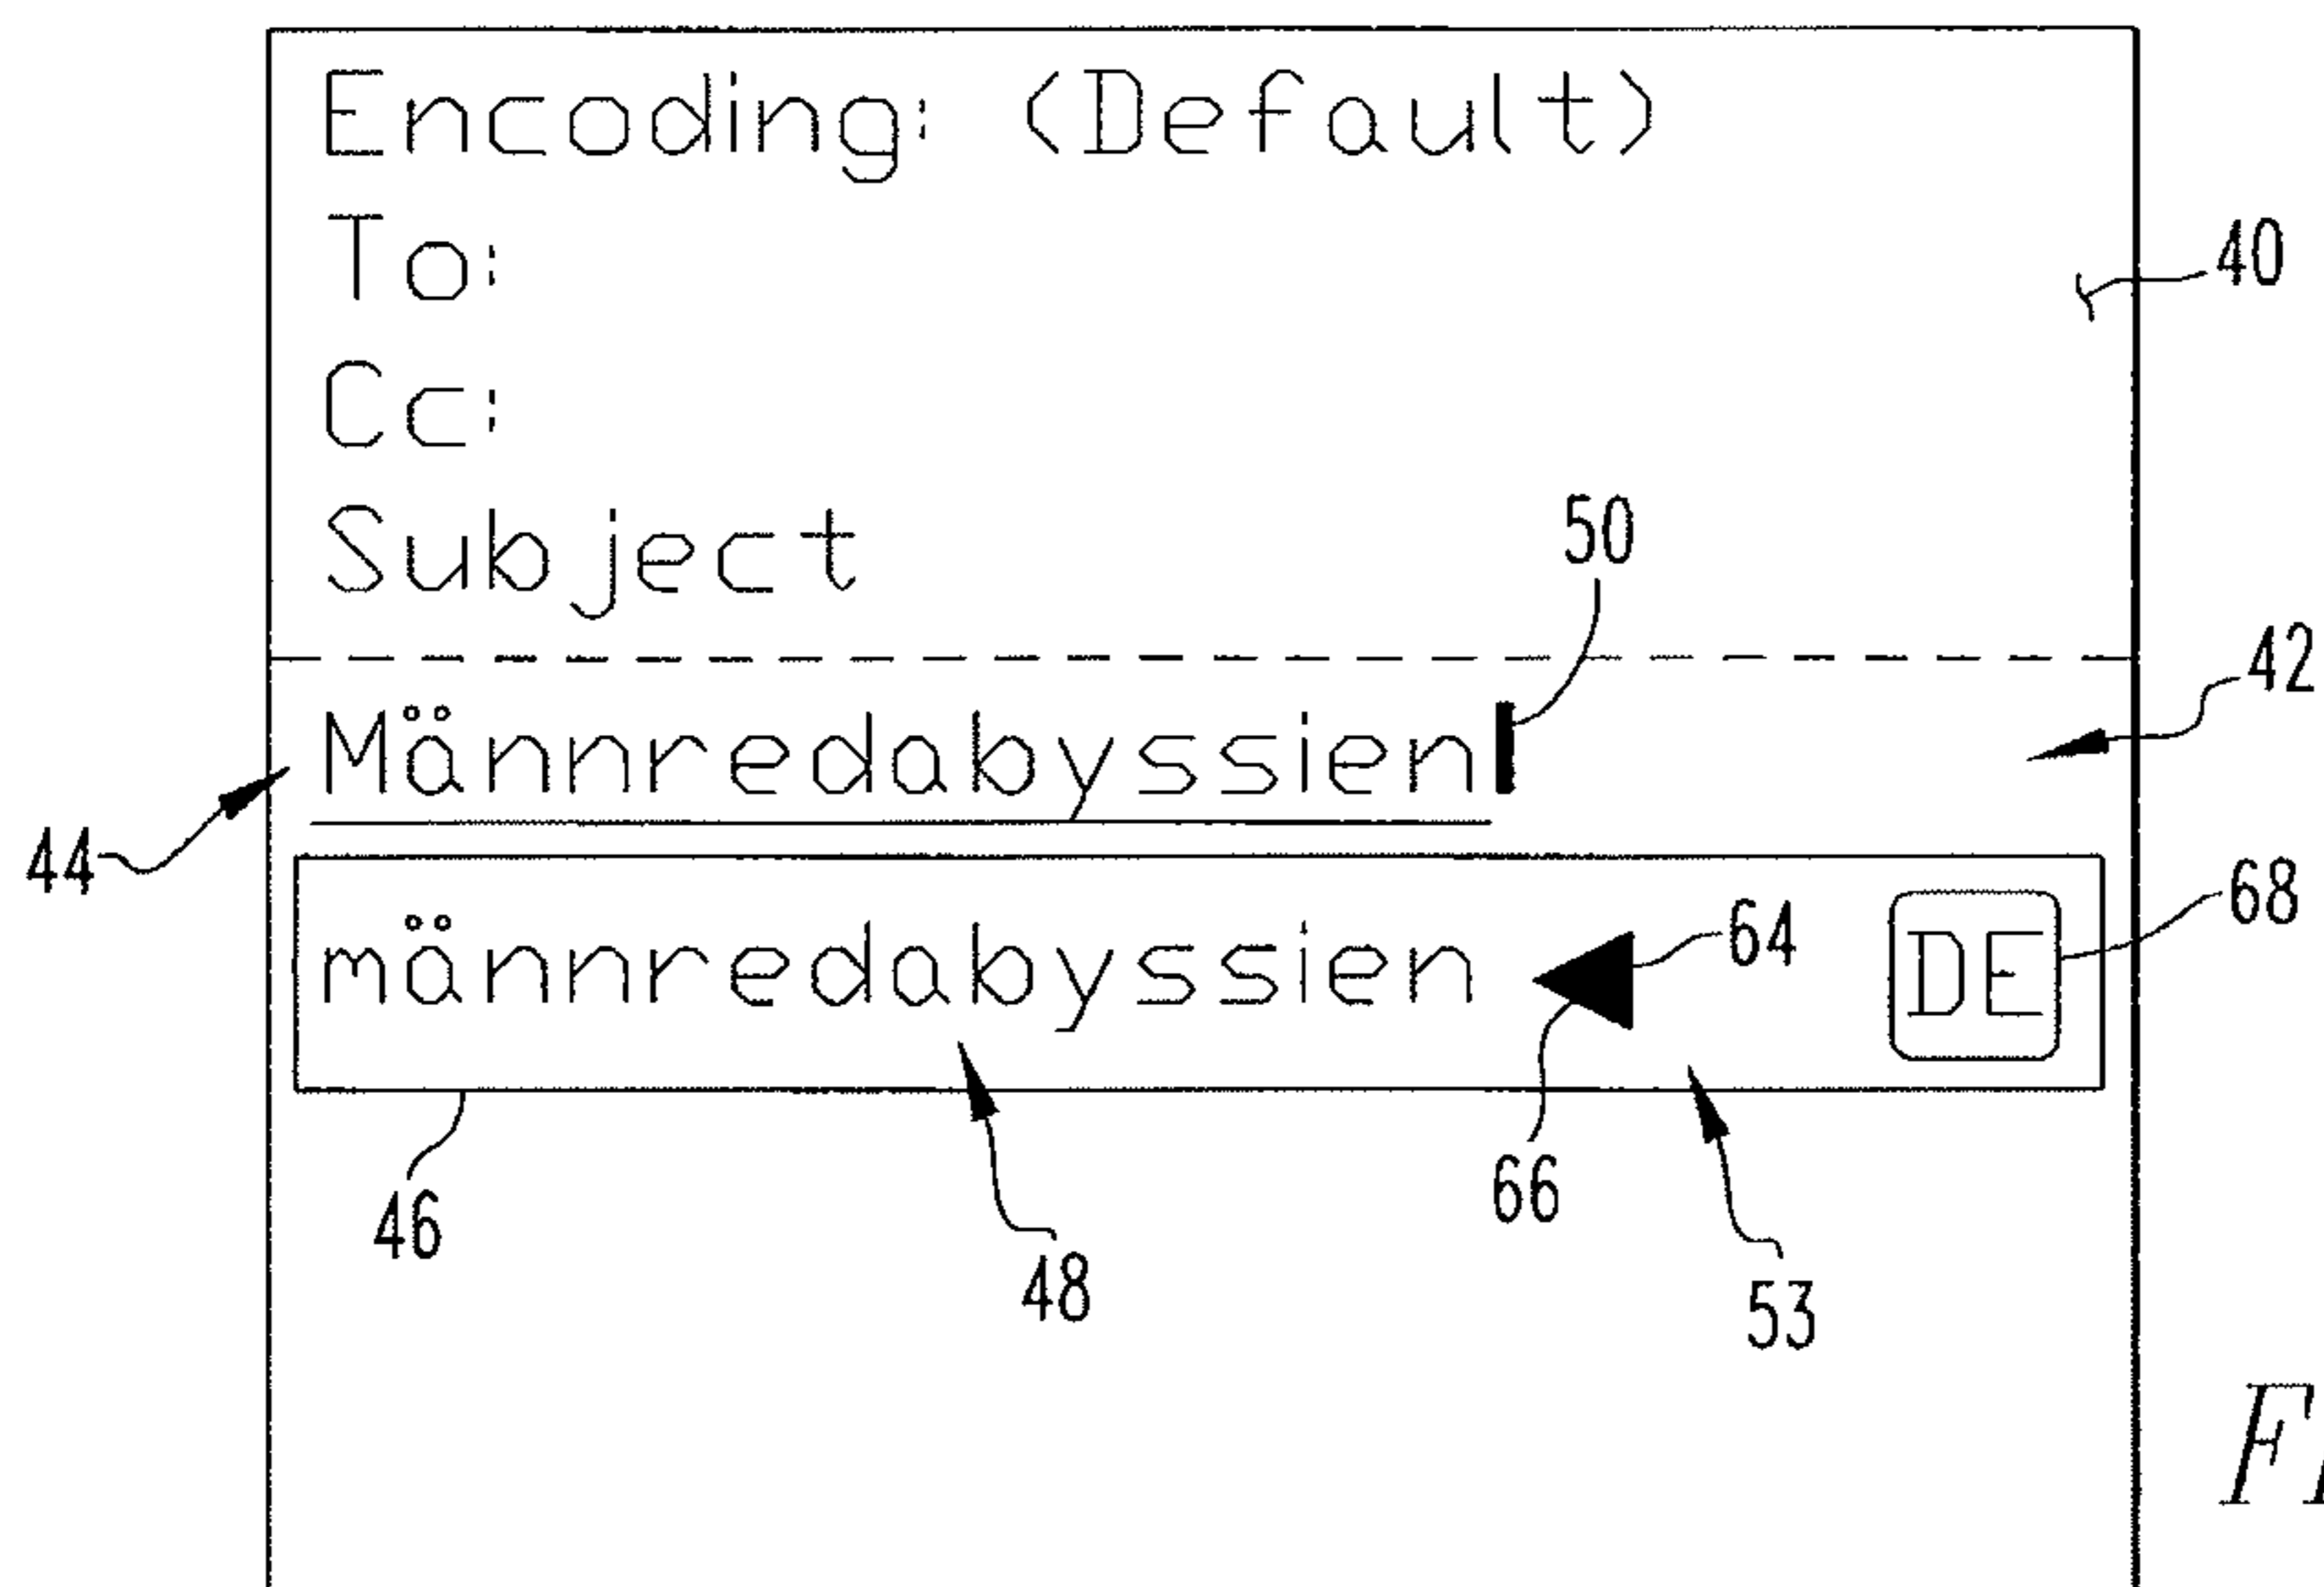 Encoding: (Default)
To:
40
Cc:
Subject
50
42
Männredabyssien
44
männredabyssien
64
DE
68
66
46
48
53